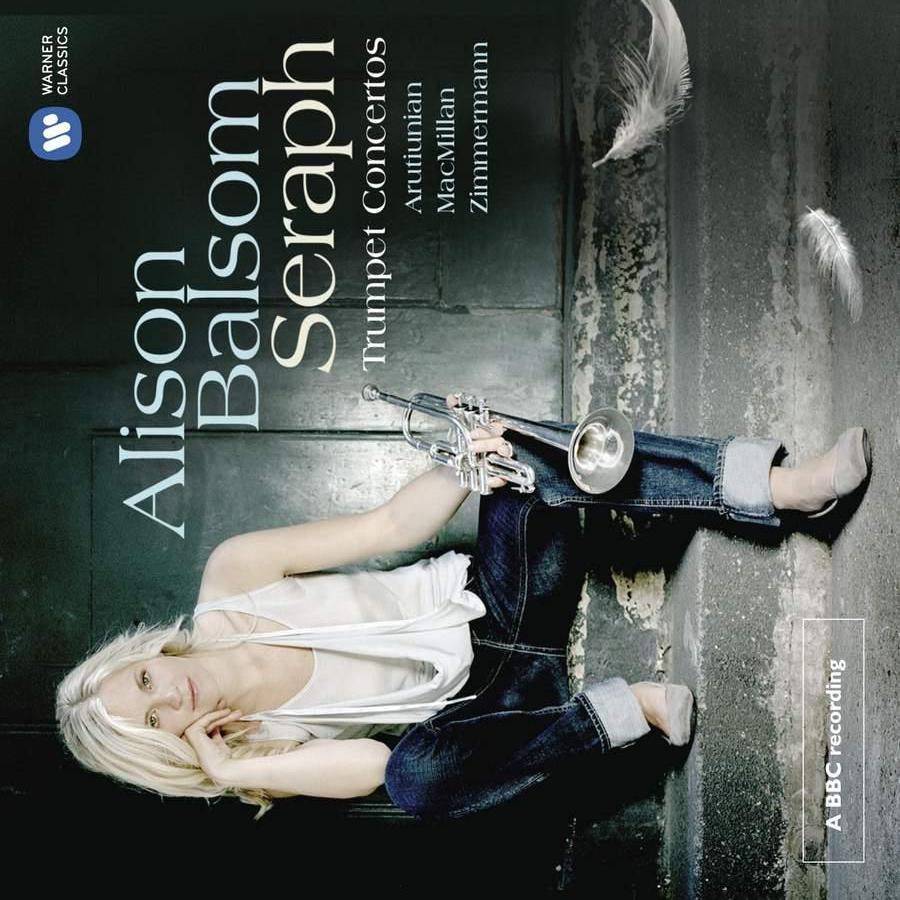 WARNER
CLASSICS
Alison
Balsom
Seraph
Trumpet Concertos
Arutiunian
MacMillan
Zimmermann
A BBC recording